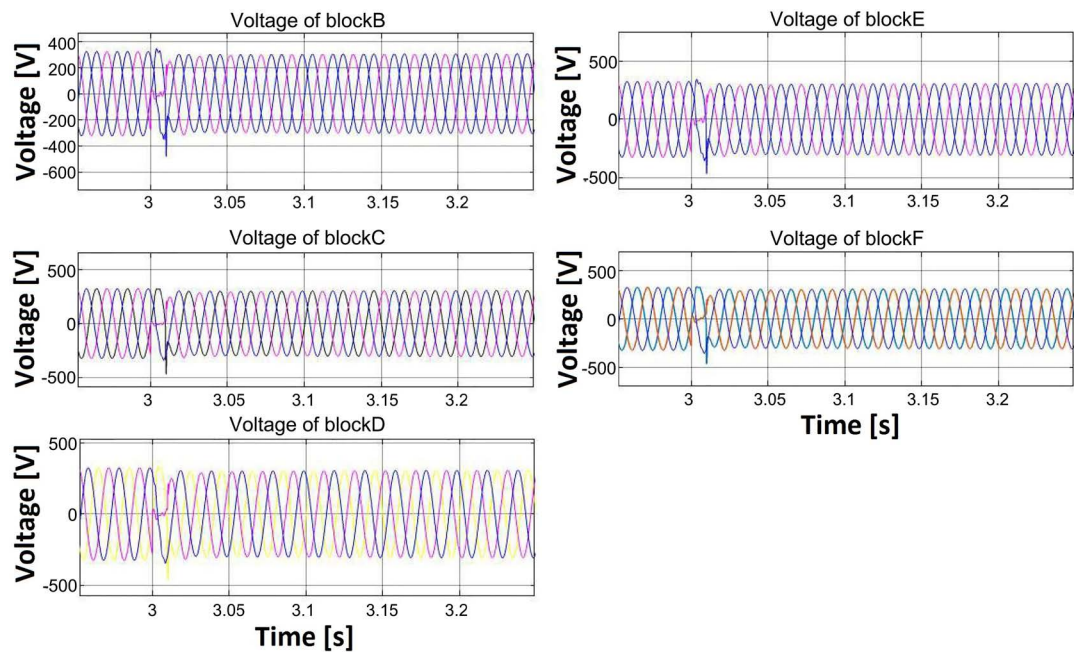 Voltage of blockB
Voltage [V]
400
200
0
-200
-400
-600
3 3.05 3.1 3.15 3.2
Voltage of blockE
Voltage [V]
500
0
-500
3 3.05 3.1 3.15 3.2
Voltage of blockC
Voltage [V]
500
0
-500
3 3.05 3.1 3.15 3.2
Voltage of blockF
Voltage [V]
500
0
-500
3 3.05 3.1 3.15 3.2
Time [s]
Voltage of blockD
Voltage [V]
500
0
-500
3 3.05 3.1 3.15 3.2
Time [s]